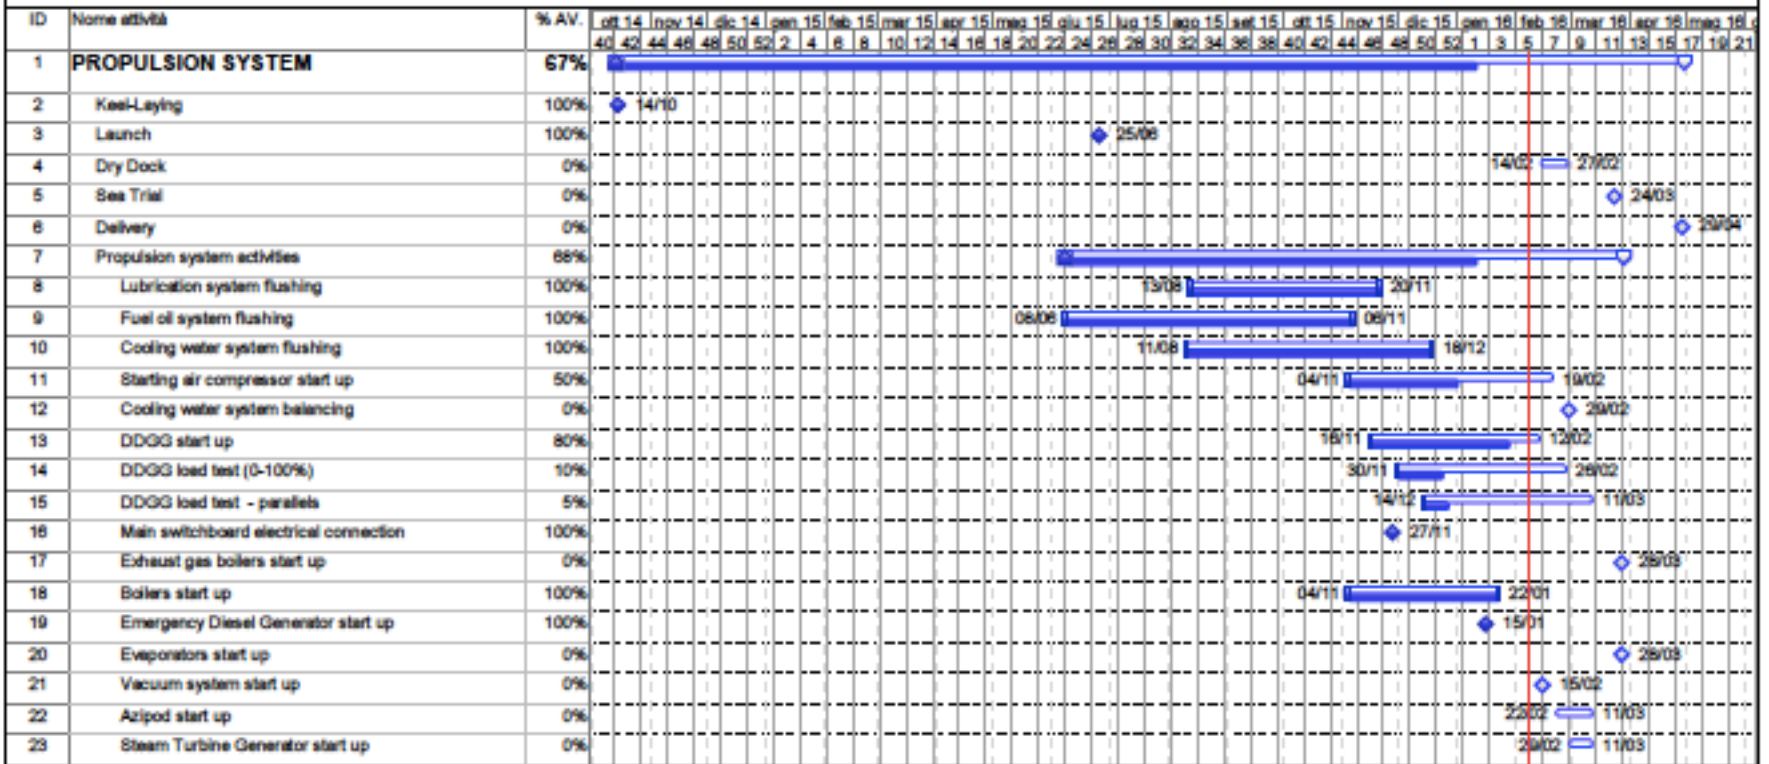 ID Nome attività % AV. ott 14 nov 14 dic 14 gen 15 feb 15 mar 15 apr 15 mag 15 giu 15 lug 15 ago 15 set 15 ott 15 nov 15 dic 15 gen 16 feb 16 mar 16 apr 16 mag 16
40 42 44 46 48 50 52 2 4 6 8 10 12 14 16 18 20 22 24 26 28 30 32 34 36 38 40 42 44 46 48 50 52 1 3 5 7 9 11 13 15 17 19 21
1 PROPULSION SYSTEM 67%
2 Keel-Laying 100% 14/10
3 Launch 100% 25/06
4 Dry Dock 0% 14/02 27/02
5 Sea Trial 0% 24/03
6 Delivery 0% 29/04
7 Propulsion system activities 68%
8 Lubrication system flushing 100% 13/08 20/11
9 Fuel oil system flushing 100% 08/06 06/11
10 Cooling water system flushing 100% 11/08 18/12
11 Starting air compressor start up 50% 04/11 19/02
12 Cooling water system balancing 0% 29/02
13 DDGG start up 80% 16/11 12/02
14 DDGG load test (0-100%) 10% 30/11 26/02
15 DDGG load test - parallels 5% 14/12 11/03
16 Main switchboard electrical connection 100% 27/11
17 Exhaust gas boilers start up 0% 28/03
18 Boilers start up 100% 04/11 22/01
19 Emergency Diesel Generator start up 100% 15/01
20 Evaporators start up 0% 28/03
21 Vacuum system start up 0% 15/02
22 Azipod start up 0% 22/02 11/03
23 Steam Turbine Generator start up 0% 29/02 11/03